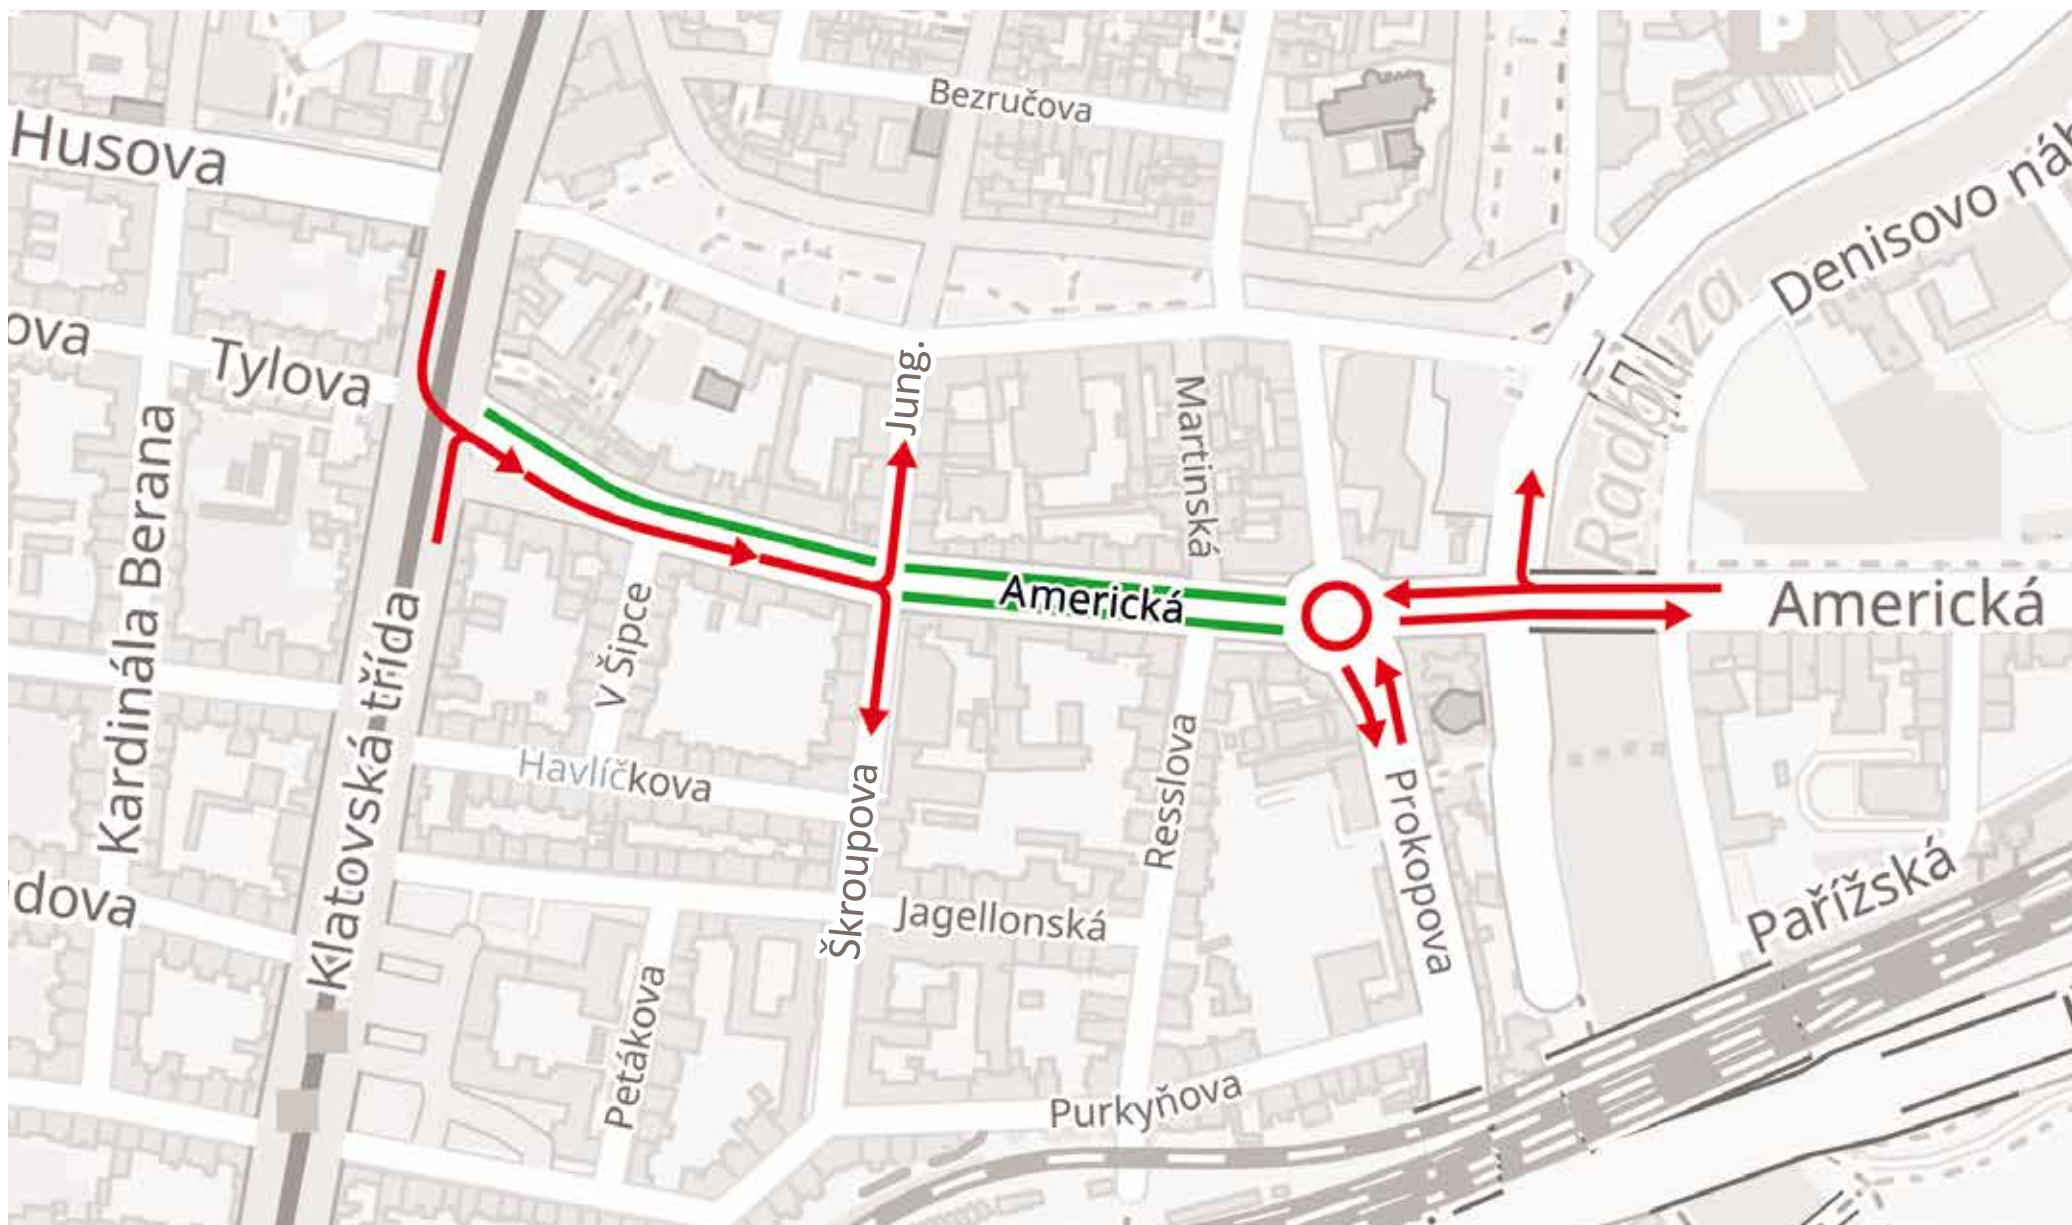 P
Bezručova
Husova
Denisovo náb
ova
Tylova
Jung.
Martinská
Radbuza
Kardinála Berana
Americká
Americká
V Šipce
Klatovská třída
Havlíčkova
Škroupova
Resslova
Prokopova
dova
Jagellonská
Pařížská
Petákova
Purkyňova